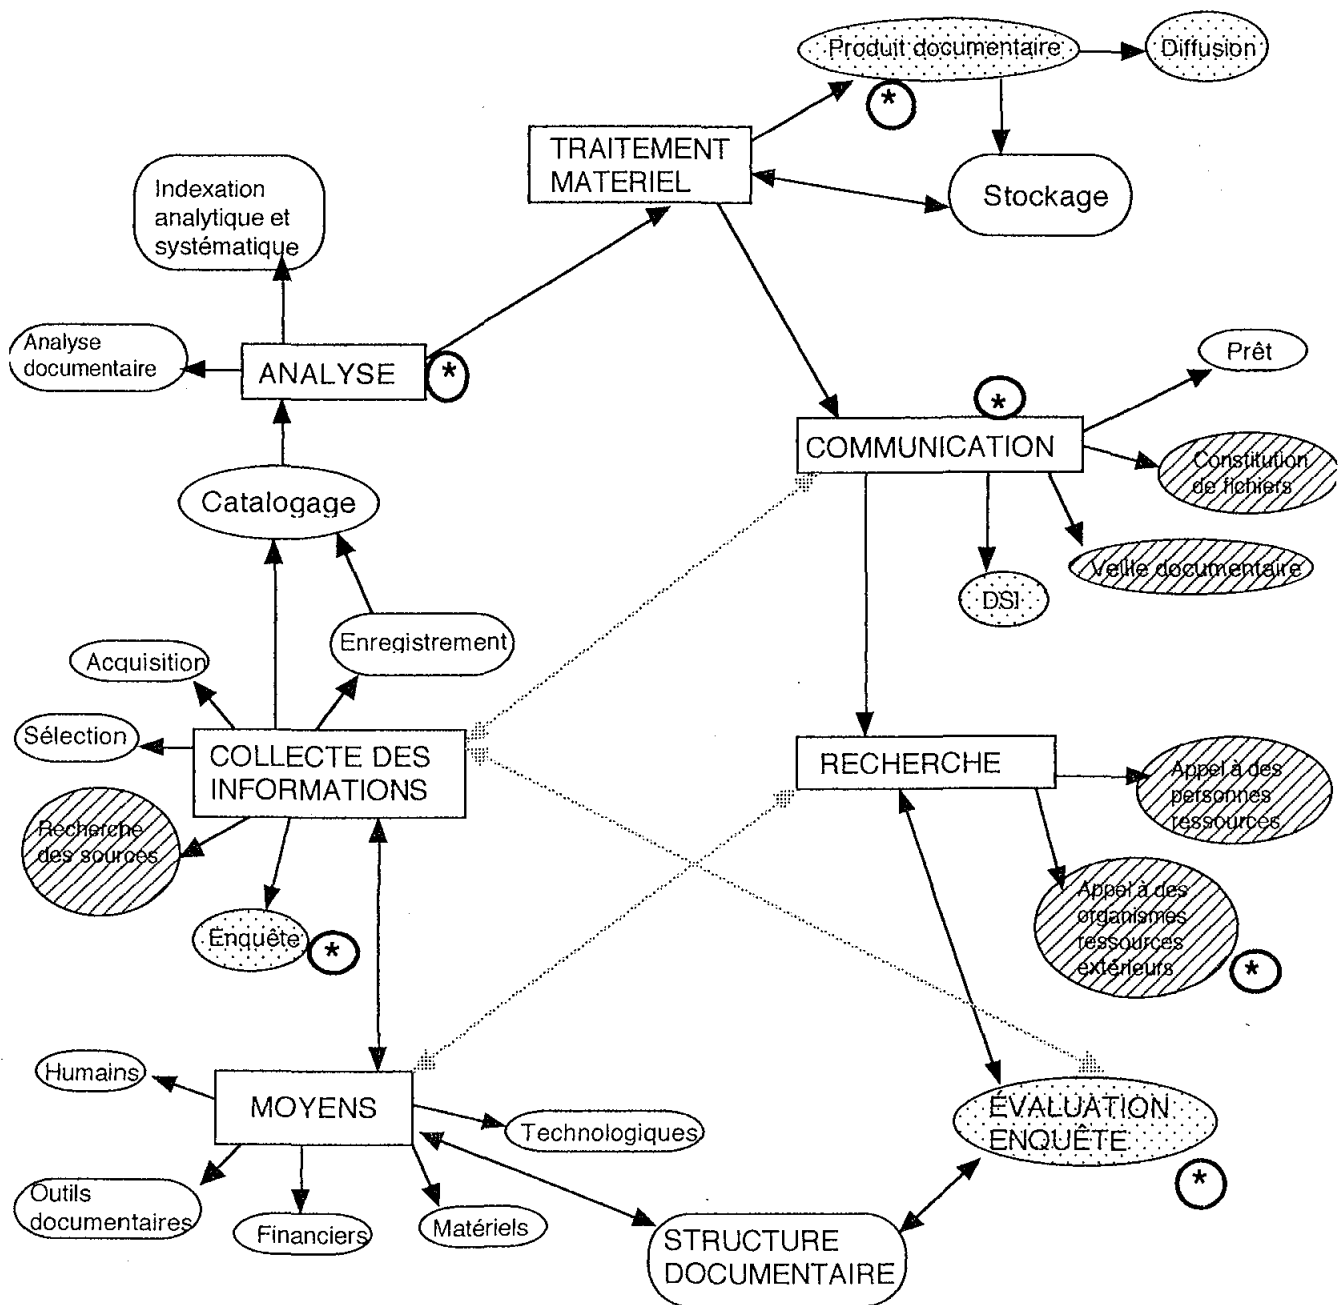 Produit documentaire
Diffusion
*
TRAITEMENT
MATERIEL
Stockage
Indexation
analytique et
systématique
Analyse
documentaire
ANALYSE
*
Prêt
*
COMMUNICATION
Constitution
de fichiers
Catalogage
Veille documentaire
DSI
Enregistrement
Acquisition
Sélection
COLLECTE DES
INFORMATIONS
RECHERCHE
Appel à des
personnes
ressources
Recherche
des sources
Appel à des
organismes
ressources
extérieurs
*
Enquête
*
Humains
MOYENS
Technologiques
ÉVALUATION
ENQUÊTE
*
Outils
documentaires
Financiers
Matériels
STRUCTURE
DOCUMENTAIRE